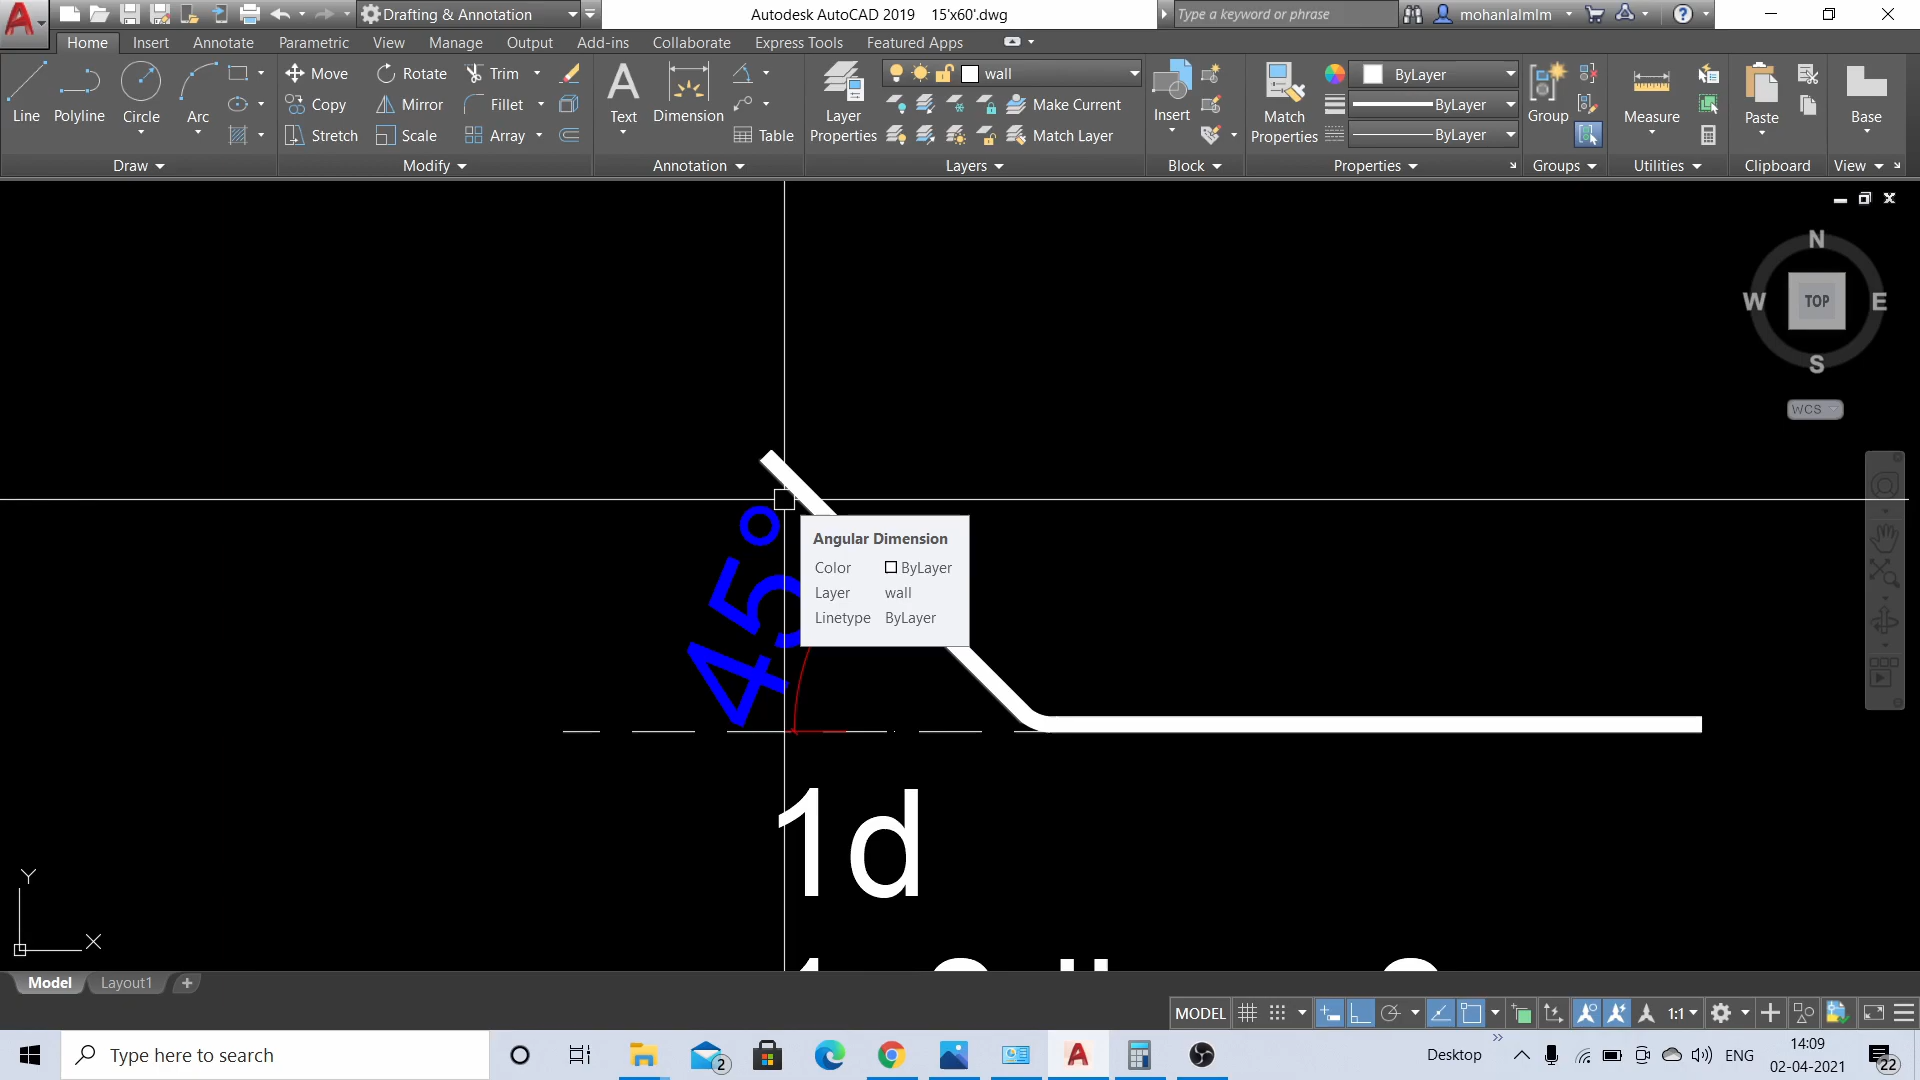 Drafting & Annotation
Autodesk AutoCAD 2019 15'x60'.dwg
Type a keyword or phrase
mohanlalmlm
Home Insert Annotate Parametric View Manage Output Add-ins Collaborate Express Tools Featured Apps
Line
Polyline
Circle
Arc
Draw
Move
Rotate
Trim
Copy
Mirror
Fillet
Stretch
Scale
Array
Modify
Text
Dimension
Table
Annotation
Layer
Properties
wall
Make Current
Match Layer
Layers
Insert
Block
Match
Properties
ByLayer
ByLayer
ByLayer
Properties
Group
Groups
Measure
Utilities
Paste
Clipboard
Base
View
N
W
TOP
E
S
WCS
45°
Angular Dimension
Color ByLayer
Layer wall
Linetype ByLayer
1d
Y
X
Model
Layout1
MODEL
1:1
Type here to search
2
Desktop
ENG
14:09
02-04-2021
22